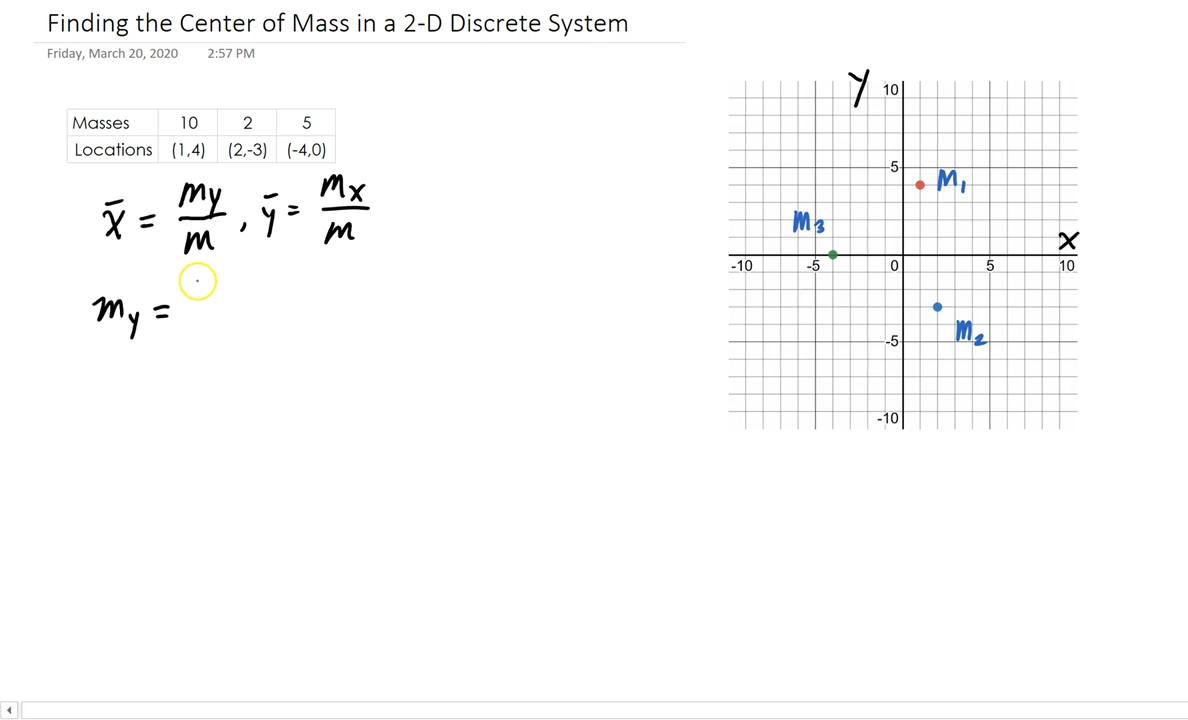 Finding the Center of Mass in a 2-D Discrete System
Friday, March 20, 2020 2:57 PM
Masses 10 2 5
Locations (1,4) (2,-3) (-4,0)
x̄ = My/m , ȳ = Mx/m
My =
y
10
5
M1
M3
x
-10 -5 0 5 10
M2
-5
-10